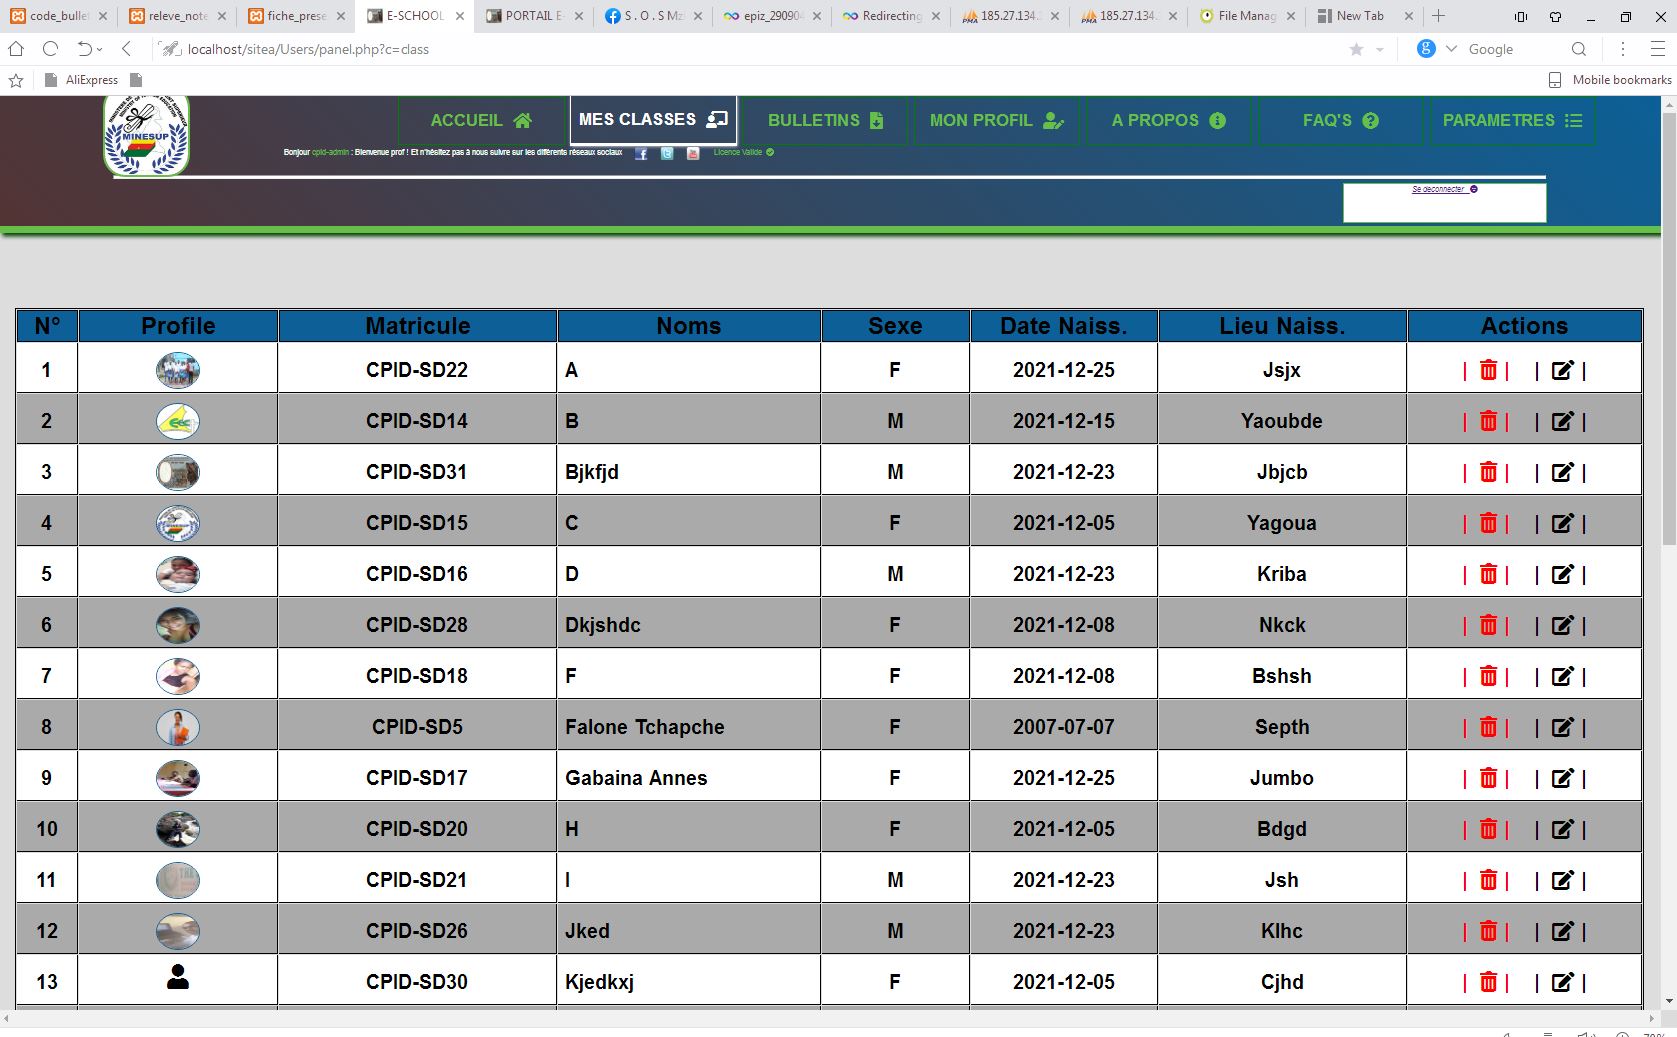 code_bullet
releve_note
fiche_prese
E-SCHOOL
PORTAIL E-
S . O . S Mzi
epiz_290904
Redirecting
185.27.134.
185.27.134.
File Manag
New Tab
localhost/sitea/Users/panel.php?c=class
Google
AliExpress
Mobile bookmarks
MINESUP
ACCUEIL
MES CLASSES
BULLETINS
MON PROFIL
A PROPOS
FAQ'S
PARAMETRES
Bonjour cpid-admin : Bienvenue prof ! Et n'hésitez pas à nous suivre sur les différents réseaux sociaux Licence Valide
Se deconnecter
N° Profile Matricule Noms Sexe Date Naiss. Lieu Naiss. Actions
1 CPID-SD22 A F 2021-12-25 Jsjx | | | |
2 CPID-SD14 B M 2021-12-15 Yaoubde | | | |
3 CPID-SD31 Bjkfjd M 2021-12-23 Jbjcb | | | |
4 CPID-SD15 C F 2021-12-05 Yagoua | | | |
5 CPID-SD16 D M 2021-12-23 Kriba | | | |
6 CPID-SD28 Dkjshdc F 2021-12-08 Nkck | | | |
7 CPID-SD18 F F 2021-12-08 Bshsh | | | |
8 CPID-SD5 Falone Tchapche F 2007-07-07 Septh | | | |
9 CPID-SD17 Gabaina Annes F 2021-12-25 Jumbo | | | |
10 CPID-SD20 H F 2021-12-05 Bdgd | | | |
11 CPID-SD21 I M 2021-12-23 Jsh | | | |
12 CPID-SD26 Jked M 2021-12-23 Klhc | | | |
13 CPID-SD30 Kjedkxj F 2021-12-05 Cjhd | | | |